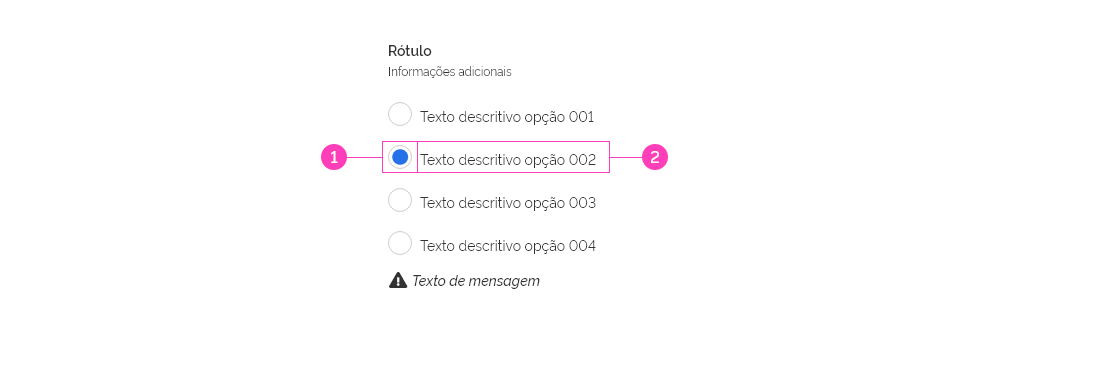 Rótulo
Informações adicionais
Texto descritivo opção 001
1 Texto descritivo opção 002 2
Texto descritivo opção 003
Texto descritivo opção 004
Texto de mensagem